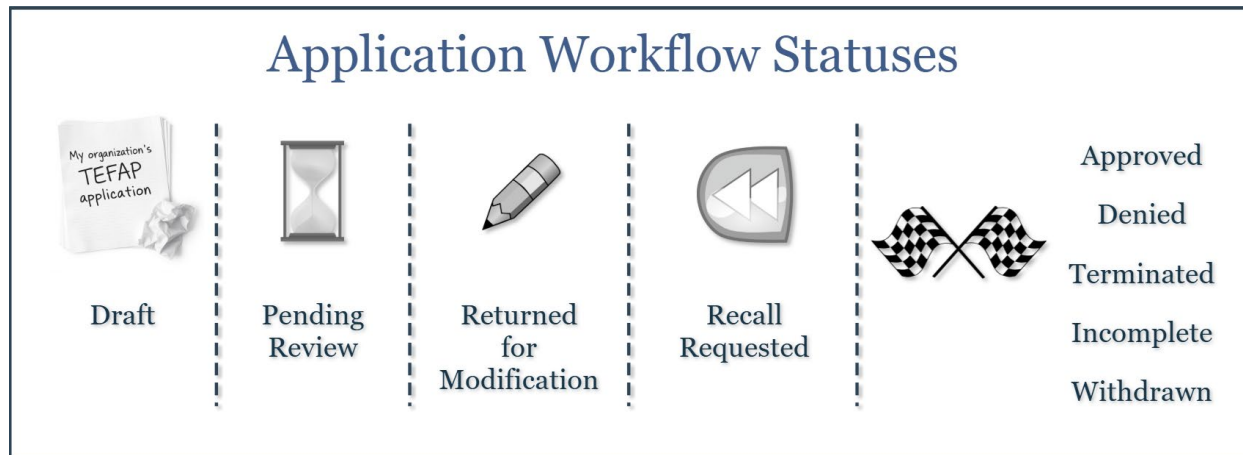 Application Workflow Statuses
My organization's
TEFAP
application
Draft
Pending
Review
Returned
for
Modification
Recall
Requested
Approved
Denied
Terminated
Incomplete
Withdrawn